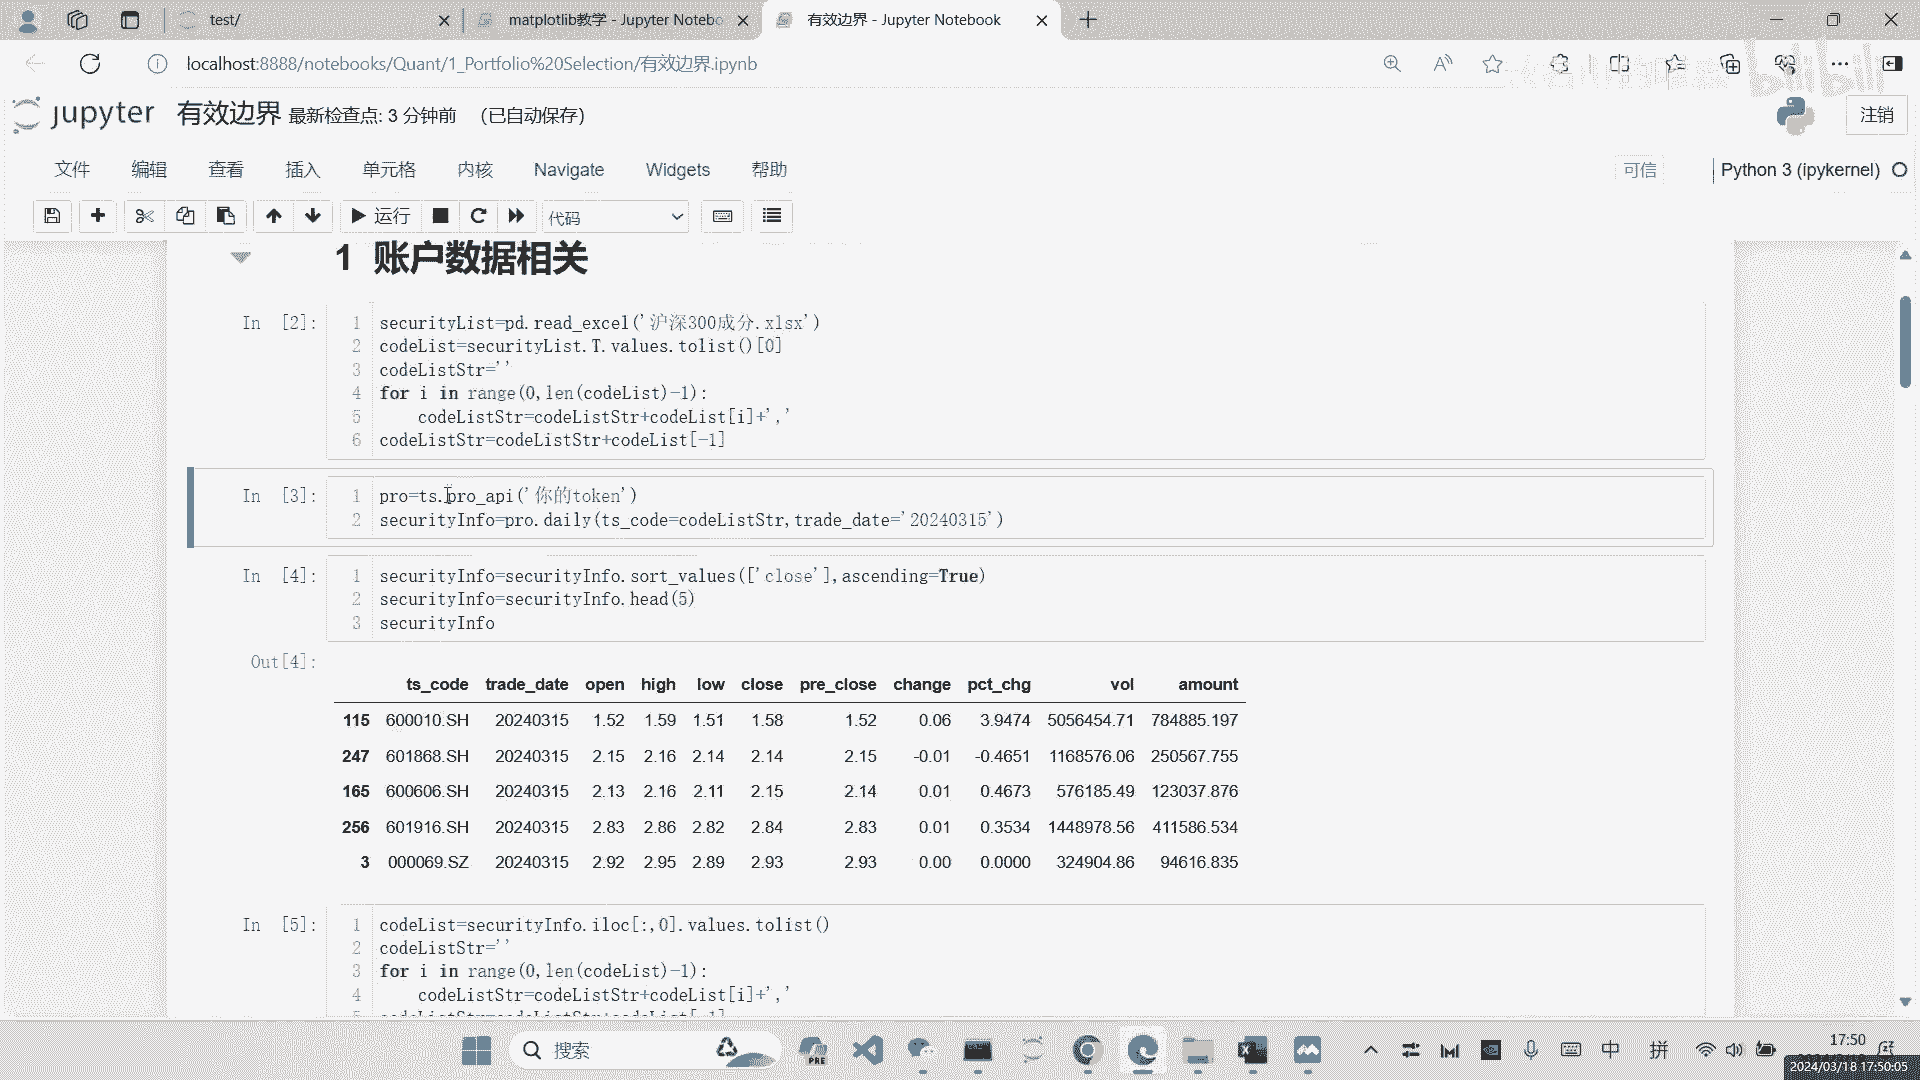 test/
matplotlib教学 - Jupyter Notebo
有效边界 - Jupyter Notebook
localhost:8888/notebooks/Quant/1_Portfolio%20Selection/有效边界.ipynb
bilibili
jupyter 有效边界 最新检查点: 3 分钟前 (已自动保存)
注销
文件 编辑 查看 插入 单元格 内核 Navigate Widgets 帮助
可信 Python 3 (ipykernel)
运行 代码
1 账户数据相关
In [2]:
1 securityList=pd.read_excel('沪深300成分.xlsx')
2 codeList=securityList.T.values.tolist()[0]
3 codeListStr=''
4 for i in range(0,len(codeList)-1):
5 codeListStr=codeListStr+codeList[i]+','
6 codeListStr=codeListStr+codeList[-1]
In [3]:
1 pro=ts.pro_api('你的token')
2 securityInfo=pro.daily(ts_code=codeListStr,trade_date='20240315')
In [4]:
1 securityInfo=securityInfo.sort_values(['close'],ascending=True)
2 securityInfo=securityInfo.head(5)
3 securityInfo
Out[4]:
ts_code trade_date open high low close pre_close change pct_chg vol amount
115 600010.SH 20240315 1.52 1.59 1.51 1.58 1.52 0.06 3.9474 5056454.71 784885.197
247 601868.SH 20240315 2.15 2.16 2.14 2.14 2.15 -0.01 -0.4651 1168576.06 250567.755
165 600606.SH 20240315 2.13 2.16 2.11 2.15 2.14 0.01 0.4673 576185.49 123037.876
256 601916.SH 20240315 2.83 2.86 2.82 2.84 2.83 0.01 0.3534 1448978.56 411586.534
3 000069.SZ 20240315 2.92 2.95 2.89 2.93 2.93 0.00 0.0000 324904.86 94616.835
In [5]:
1 codeList=securityInfo.iloc[:,0].values.tolist()
2 codeListStr=''
3 for i in range(0,len(codeList)-1):
4 codeListStr=codeListStr+codeList[i]+','
搜索
PRE
中 拼
17:50
2024/03/18 17:50:05